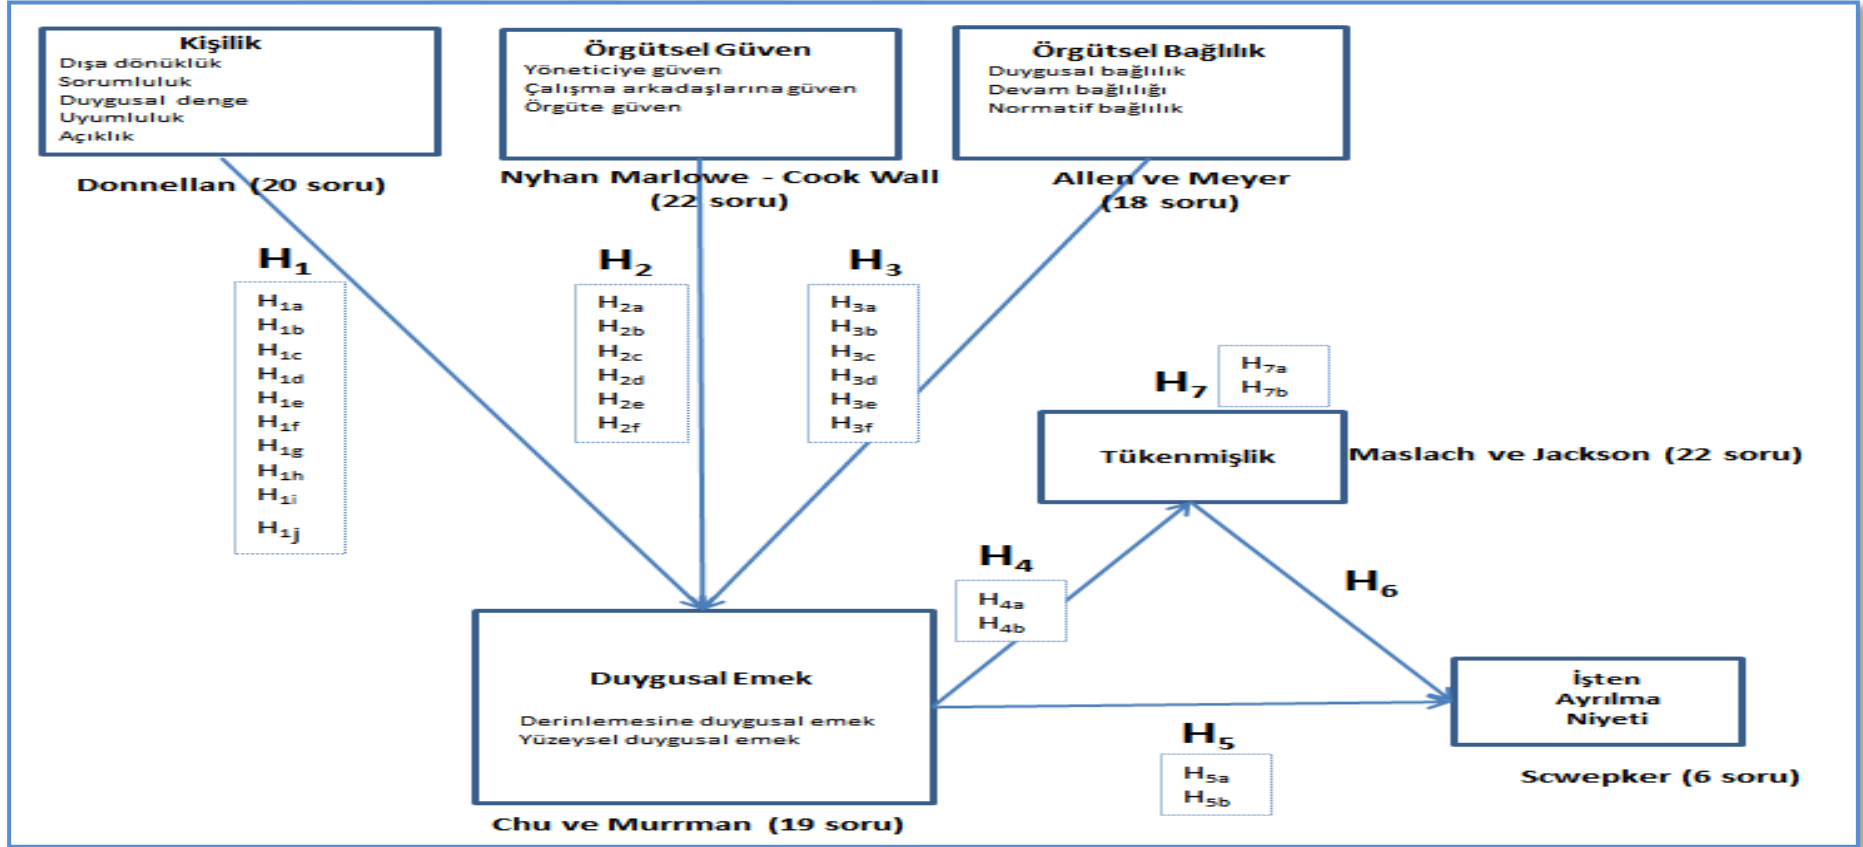 Kişilik
Dışa dönüklük
Sorumluluk
Duygusal denge
Uyumluluk
Açıklık
Donnellan (20 soru)
Örgütsel Güven
Yöneticiye güven
Çalışma arkadaşlarına güven
Örgüte güven
Nyhan Marlowe - Cook Wall
(22 soru)
Örgütsel Bağlılık
Duygusal bağlılık
Devam bağlılığı
Normatif bağlılık
Allen ve Meyer
(18 soru)
H1
H1a
H1b
H1c
H1d
H1e
H1f
H1g
H1h
H1i
H1j
H2
H2a
H2b
H2c
H2d
H2e
H2f
H3
H3a
H3b
H3c
H3d
H3e
H3f
H7
H7a
H7b
Tükenmişlik
Maslach ve Jackson (22 soru)
H4
H4a
H4b
H6
Duygusal Emek
Derinlemesine duygusal emek
Yüzeysel duygusal emek
Chu ve Murrman (19 soru)
H5
H5a
H5b
İşten
Ayrılma
Niyeti
Scwepker (6 soru)